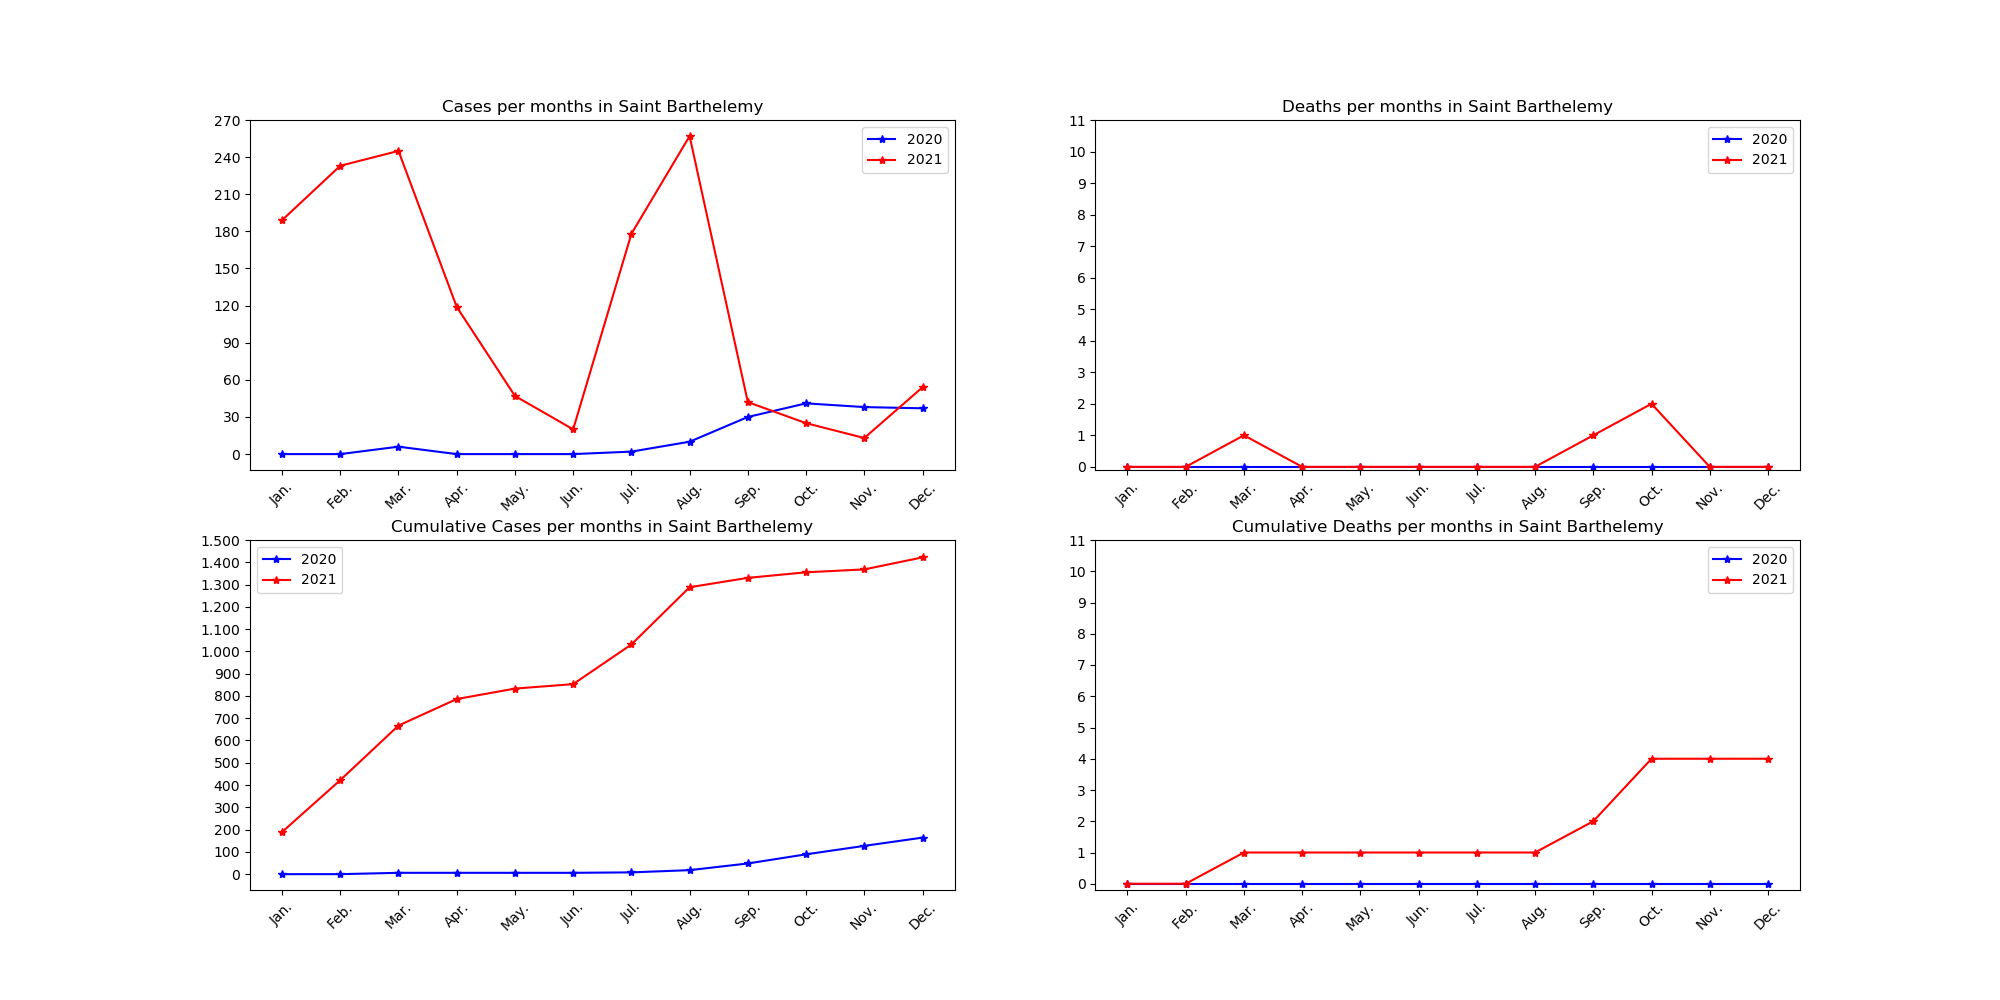 Cases per months in Saint Barthelemy
270
240
210
180
150
120
90
60
30
0
2020
2021
Jan.
Feb.
Mar.
Apr.
May.
Jun.
Jul.
Aug.
Sep.
Oct.
Nov.
Dec.
Deaths per months in Saint Barthelemy
11
10
9
8
7
6
5
4
3
2
1
0
2020
2021
Jan.
Feb.
Mar.
Apr.
May.
Jun.
Jul.
Aug.
Sep.
Oct.
Nov.
Dec.
Cumulative Cases per months in Saint Barthelemy
1.500
1.400
1.300
1.200
1.100
1.000
900
800
700
600
500
400
300
200
100
0
2020
2021
Jan.
Feb.
Mar.
Apr.
May.
Jun.
Jul.
Aug.
Sep.
Oct.
Nov.
Dec.
Cumulative Deaths per months in Saint Barthelemy
11
10
9
8
7
6
5
4
3
2
1
0
2020
2021
Jan.
Feb.
Mar.
Apr.
May.
Jun.
Jul.
Aug.
Sep.
Oct.
Nov.
Dec.